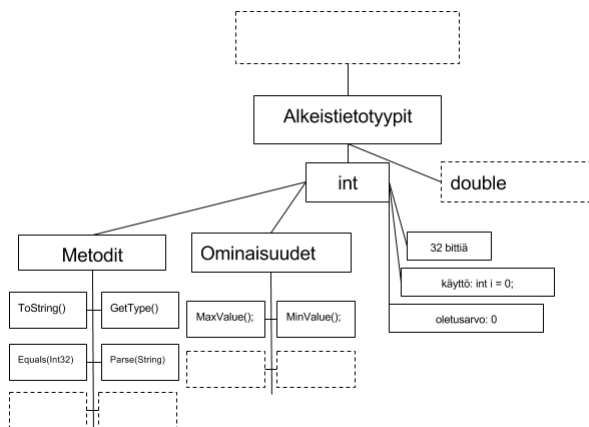 Alkeistietotyypit
int
double
Metodit
Ominaisuudet
32 bittiä
käyttö: int i = 0;
oletusarvo: 0
ToString()
GetType()
MaxValue();
MinValue();
Equals(Int32)
Parse(String)